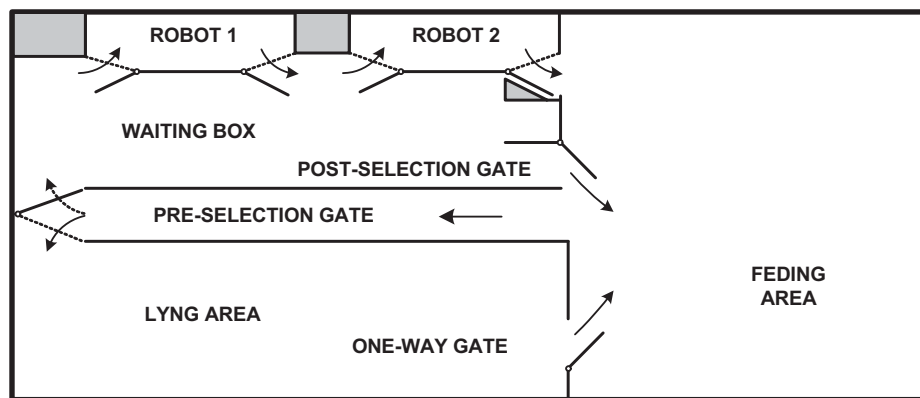 ROBOT 1
ROBOT 2
WAITING BOX
POST-SELECTION GATE
PRE-SELECTION GATE
LYNG AREA
ONE-WAY GATE
FEDING
AREA